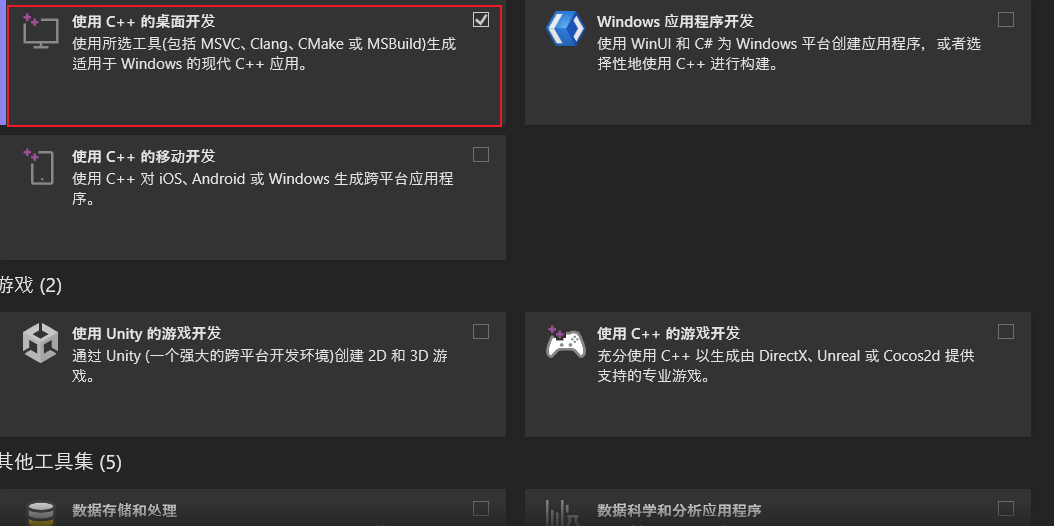 使用 C++ 的桌面开发
使用所选工具(包括 MSVC、Clang、CMake 或 MSBuild)生成
适用于 Windows 的现代 C++ 应用。
Windows 应用程序开发
使用 WinUI 和 C# 为 Windows 平台创建应用程序，或者选
择性地使用 C++ 进行构建。
使用 C++ 的移动开发
使用 C++ 对 iOS、Android 或 Windows 生成跨平台应用程
序。
游戏 (2)
使用 Unity 的游戏开发
通过 Unity (一个强大的跨平台开发环境)创建 2D 和 3D 游
戏。
使用 C++ 的游戏开发
充分使用 C++ 以生成由 DirectX、Unreal 或 Cocos2d 提供
支持的专业游戏。
其他工具集 (5)
数据存储和处理
数据科学和分析应用程序